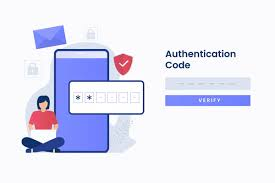 Authentication
Code
* * – – – –
VERIFY